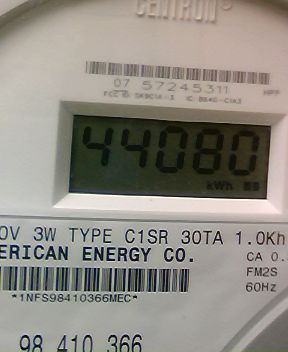 CENTRON®
07 57245311
44080
kWh
0V 3W TYPE C1SR 30TA 1.0Kh
ERICAN ENERGY CO.
CA 0.
FM2S
*1NFS98410366MEC*
60Hz
98 410 366